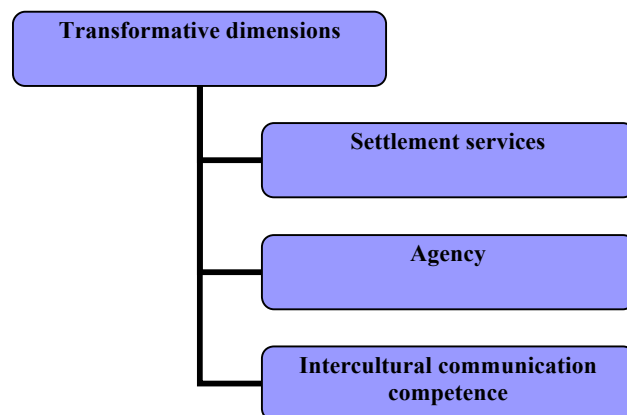 Transformative dimensions
Settlement services
Agency
Intercultural communication
competence